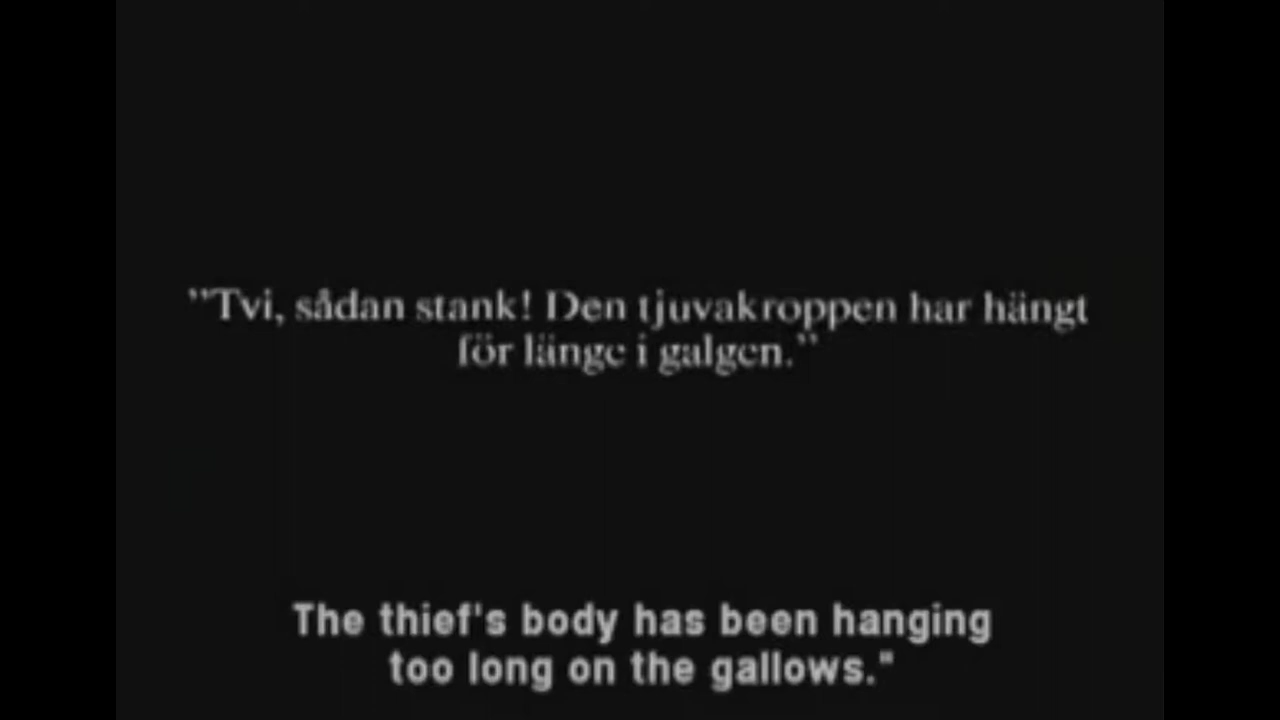 ”Tvi, sådan stank! Den tjuvakroppen har hängt
för länge i galgen.”
The thief's body has been hanging
too long on the gallows."